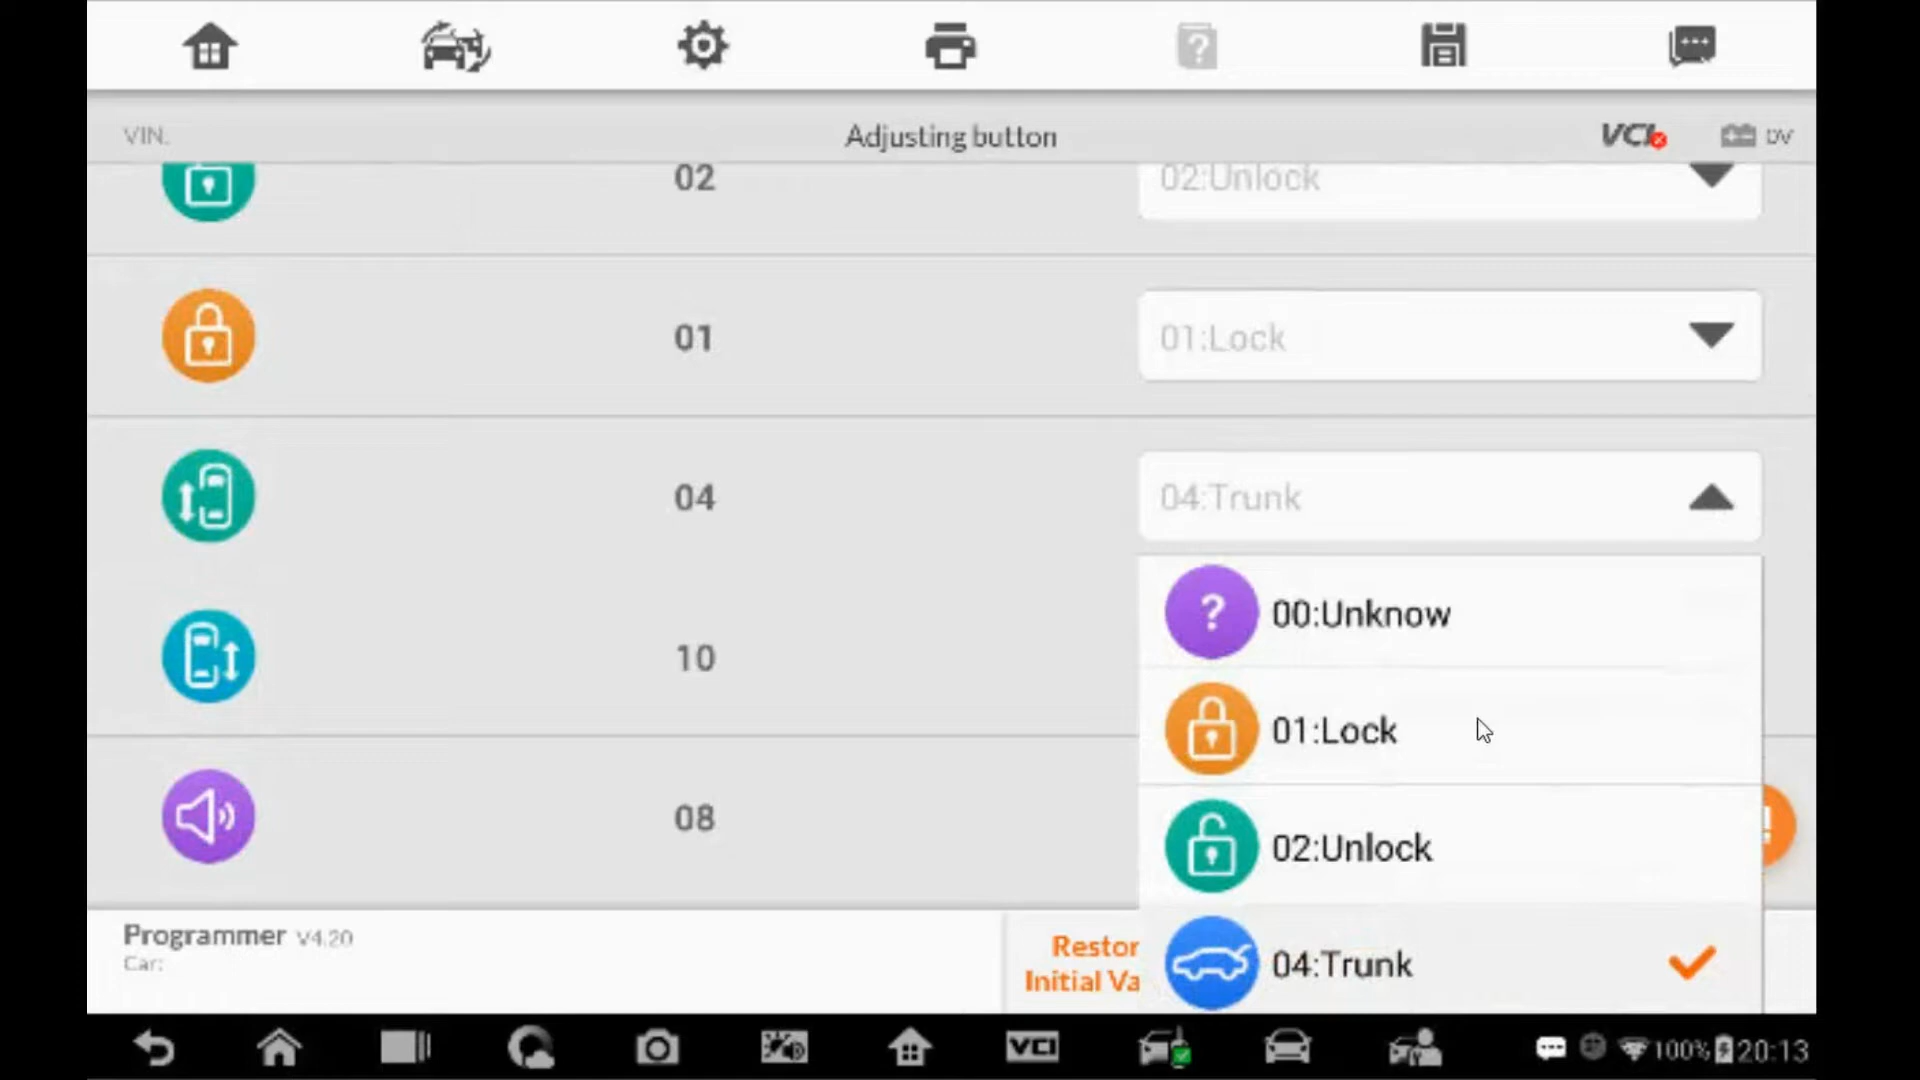 VIN.
Adjusting button
VCI
0V
02
02:Unlock
01
01:Lock
04
04:Trunk
?
00:Unknow
10
01:Lock
08
02:Unlock
Programmer V4.20
Car:
Restor
Initial Va
04:Trunk
VCI
100%
20:13